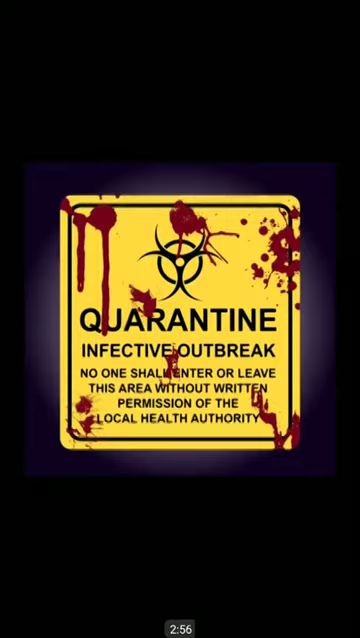 QUARANTINE
INFECTIVE OUTBREAK
NO ONE SHALL ENTER OR LEAVE
THIS AREA WITHOUT WRITTEN
PERMISSION OF THE
LOCAL HEALTH AUTHORITY
2:56